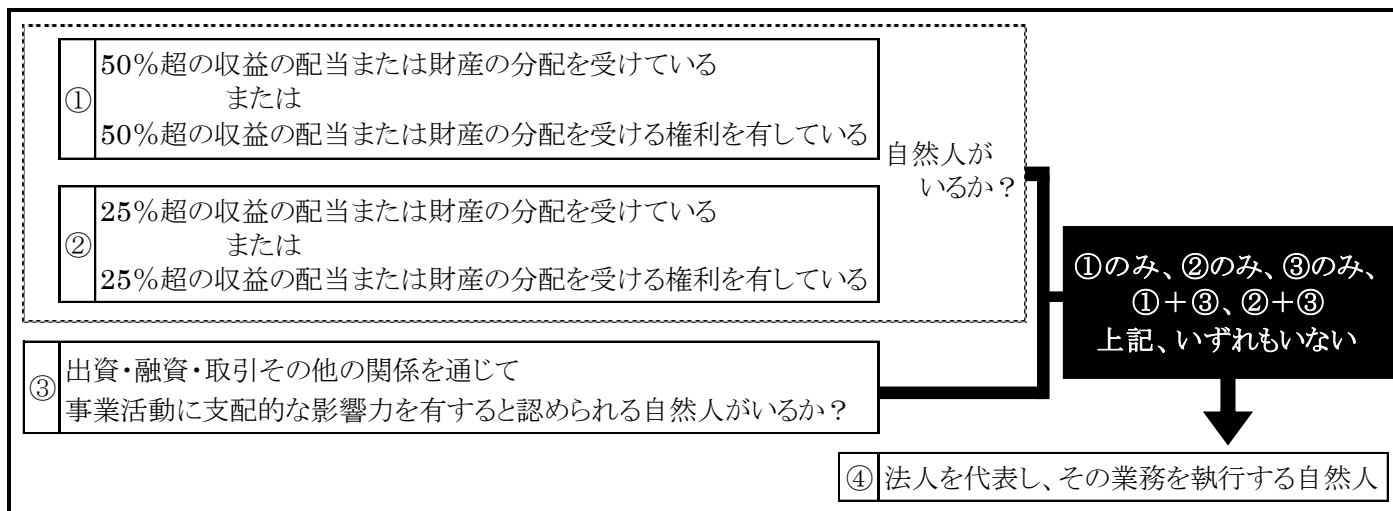 ①
50%超の収益の配当または財産の分配を受けている
または
50%超の収益の配当または財産の分配を受ける権利を有している
②
25%超の収益の配当または財産の分配を受けている
または
25%超の収益の配当または財産の分配を受ける権利を有している
自然人が
いるか？
③
出資・融資・取引その他の関係を通じて
事業活動に支配的な影響力を有すると認められる自然人がいるか？
①のみ、②のみ、③のみ、
①＋③、②＋③
上記、いずれもいない
④
法人を代表し、その業務を執行する自然人